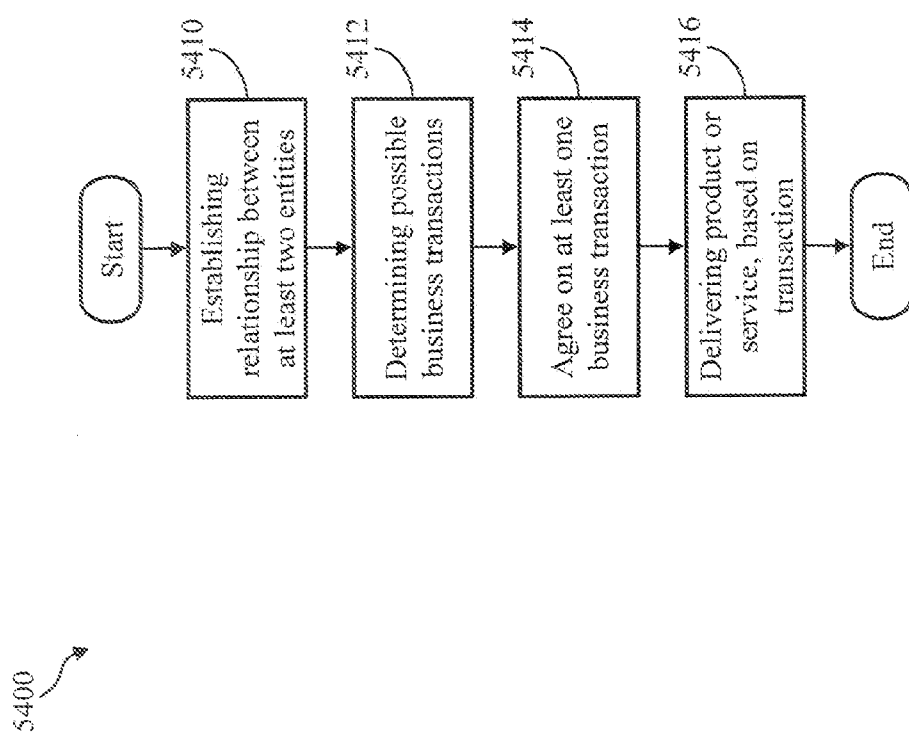 5400
Start
Establishing
relationship between
at least two entities
5410
Determining possible
business transactions
5412
Agree on at least one
business transaction
5414
Delivering product or
service, based on
transaction
5416
End